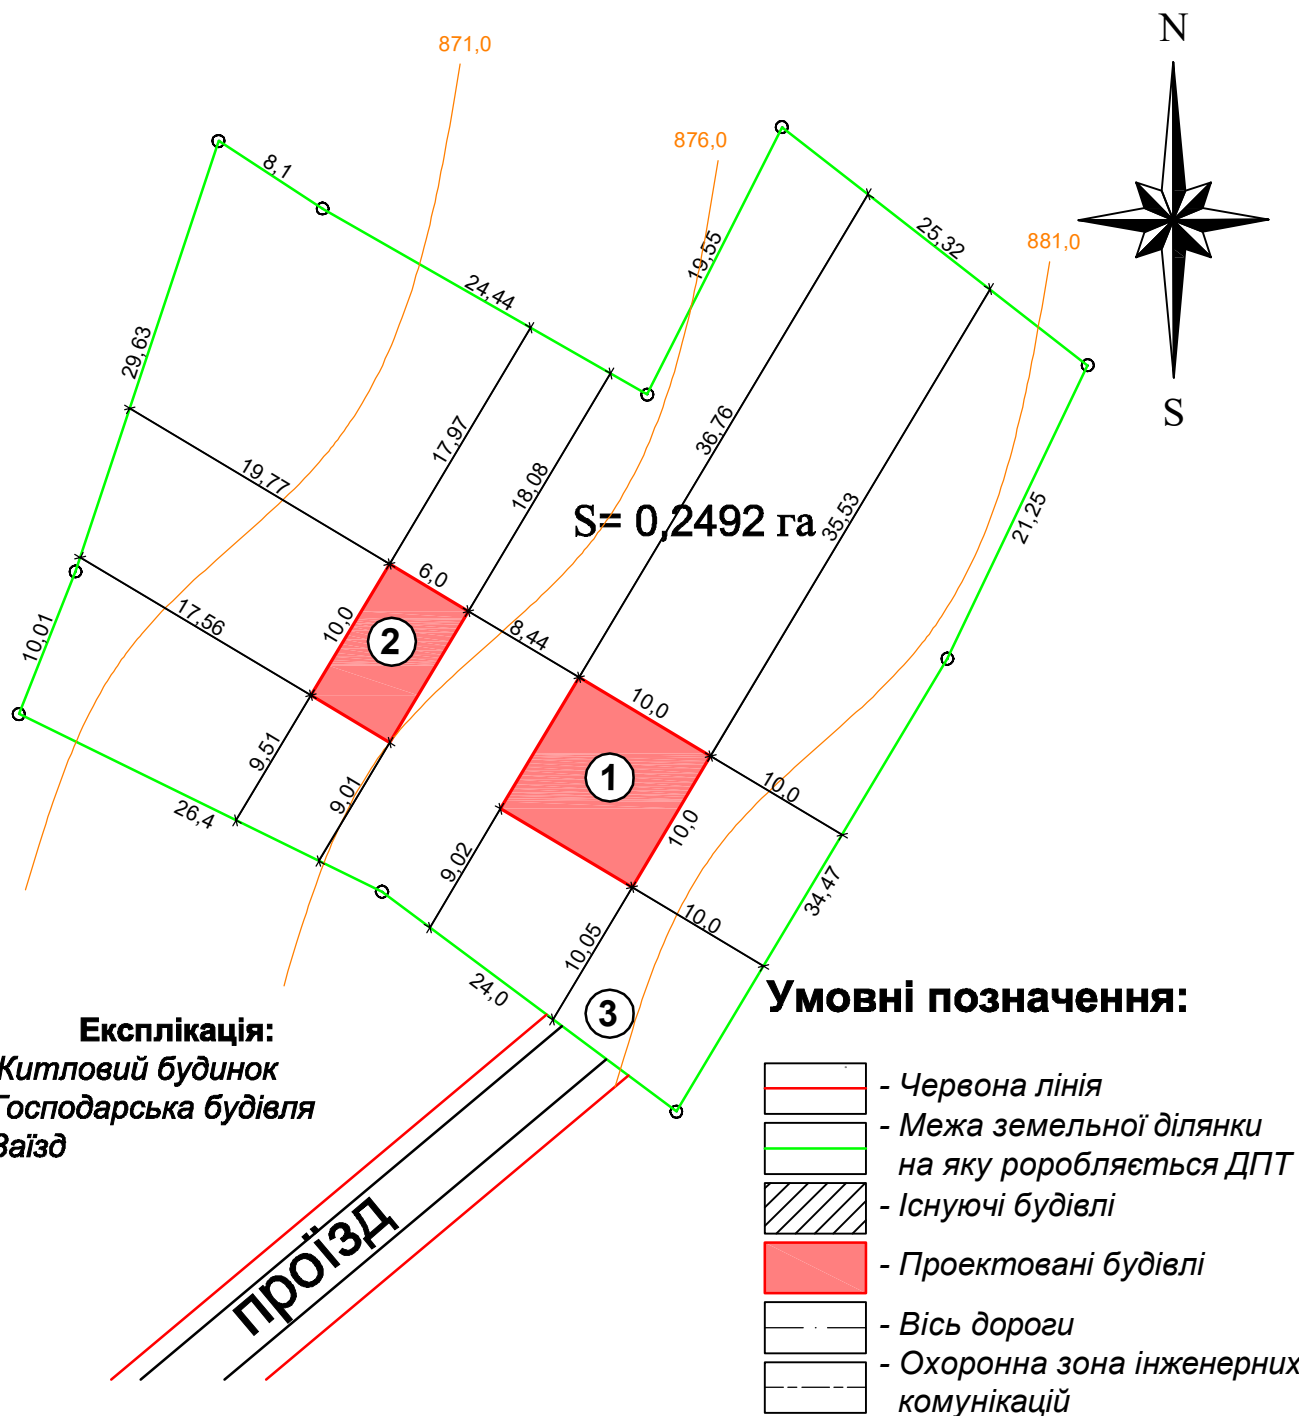 N
871,0
876,0
881,0
S
8,1
24,44
19,55
25,32
29,63
17,97
18,08
36,76
35,53
21,25
S= 0,2492 га
19,77
6,0
8,44
10,0
17,56
10,0
2
10,01
10,0
1
10,0
10,0
9,51
9,01
9,02
26,4
34,47
10,05
24,0
3
Експлікація:
Житловий будинок
Господарська будівля
Заїзд
проїзд
Умовні позначення:
- Червона лінія
- Межа земельної ділянки
на яку роробляється ДПТ
- Існуючі будівлі
- Проектовані будівлі
- Вісь дороги
- Охоронна зона інженерних
комунікацій